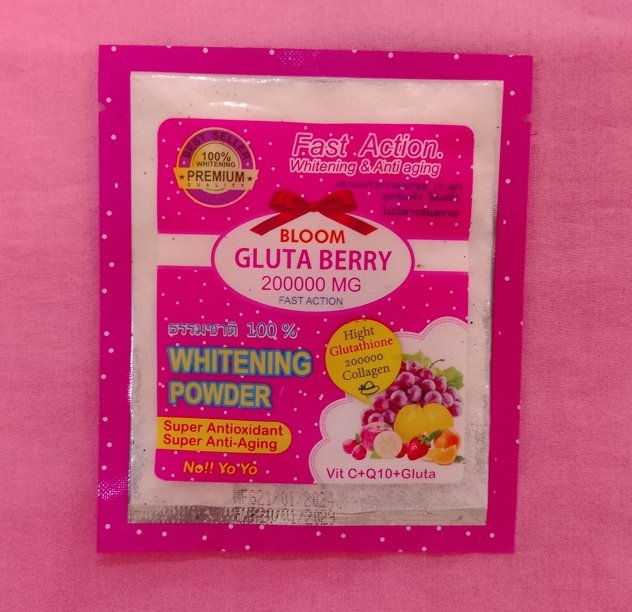 BEST SELLER
100%
WHITENING
PREMIUM
QUALITY
Fast Action.
Whitening & Anti aging
BLOOM
GLUTA BERRY
200000 MG
FAST ACTION
ธรรมชาติ 100 %
WHITENING
POWDER
Hight
Glutathione
200000
Collagen
Super Antioxidant
Super Anti-Aging
No!! Yo Yo
Vit C+Q10+Gluta